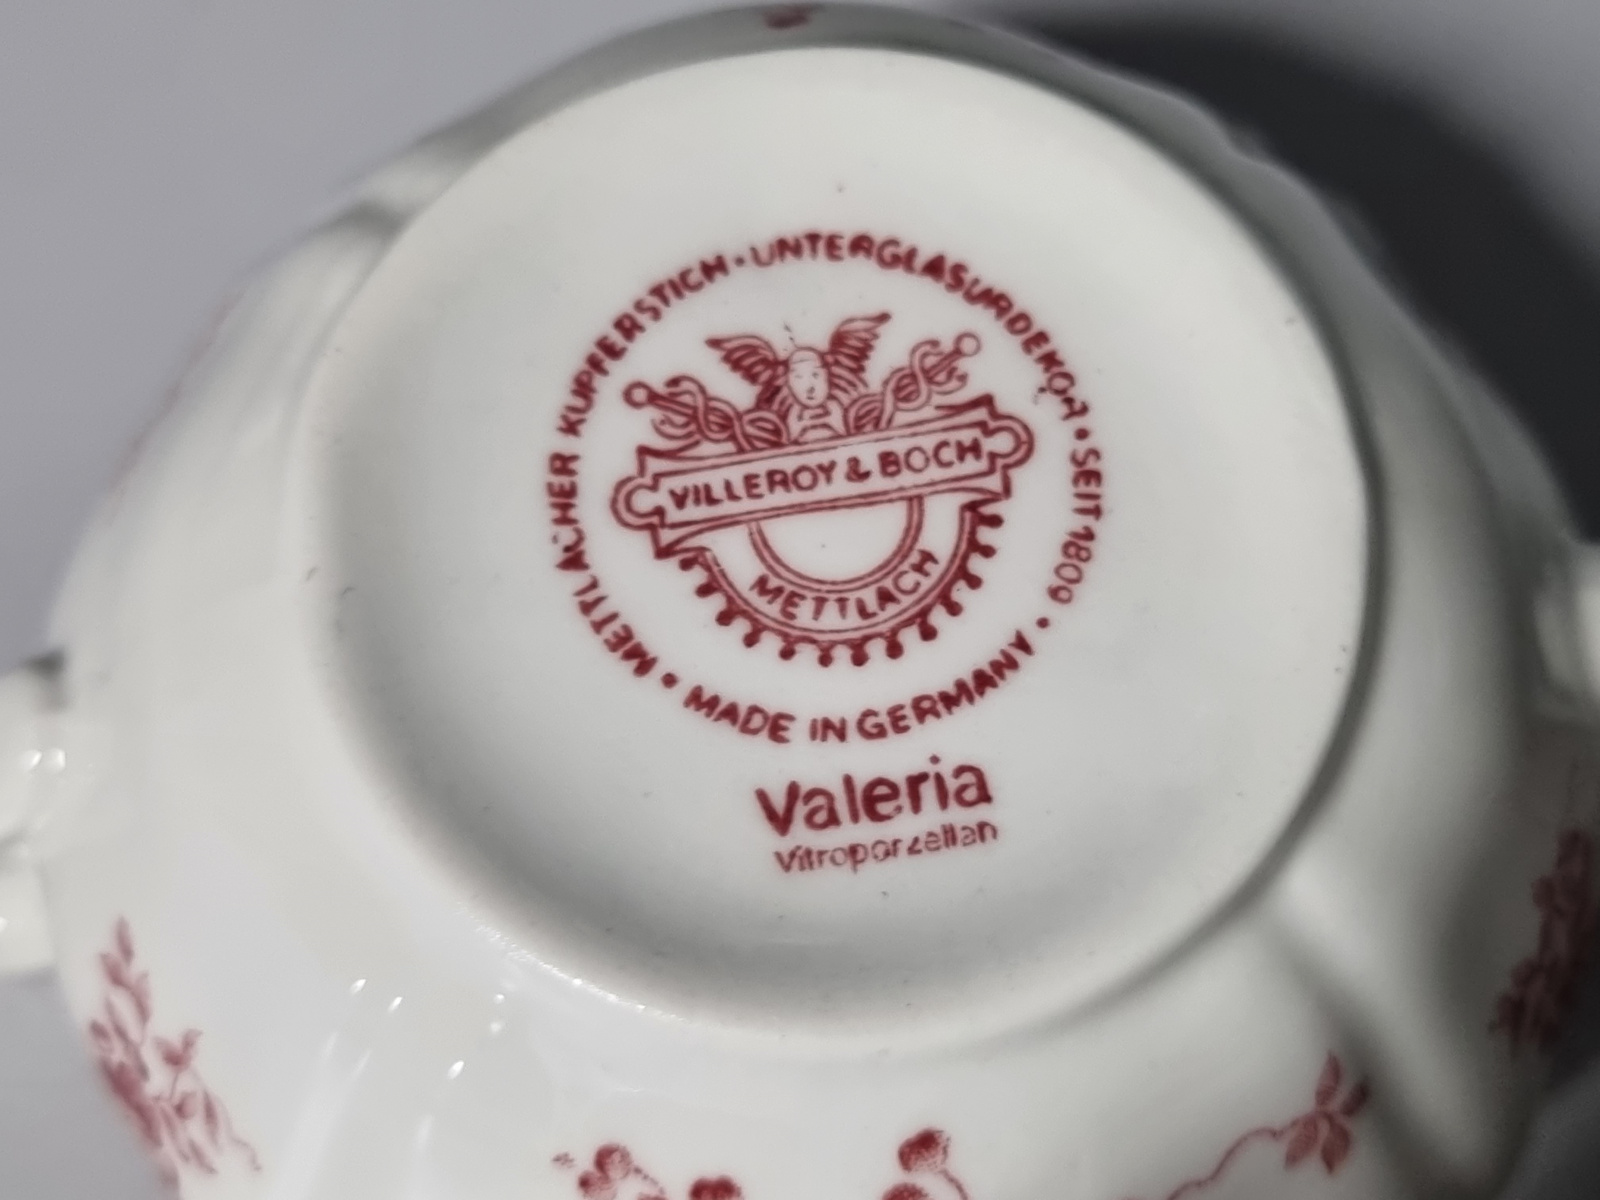 METTLACHER KUPFERSTICH · UNTERGLASURDEKOR · SEIT 1809 · MADE IN GERMANY ·
VILLEROY & BOCH
METTLACH
Valeria
Vitroporzellan